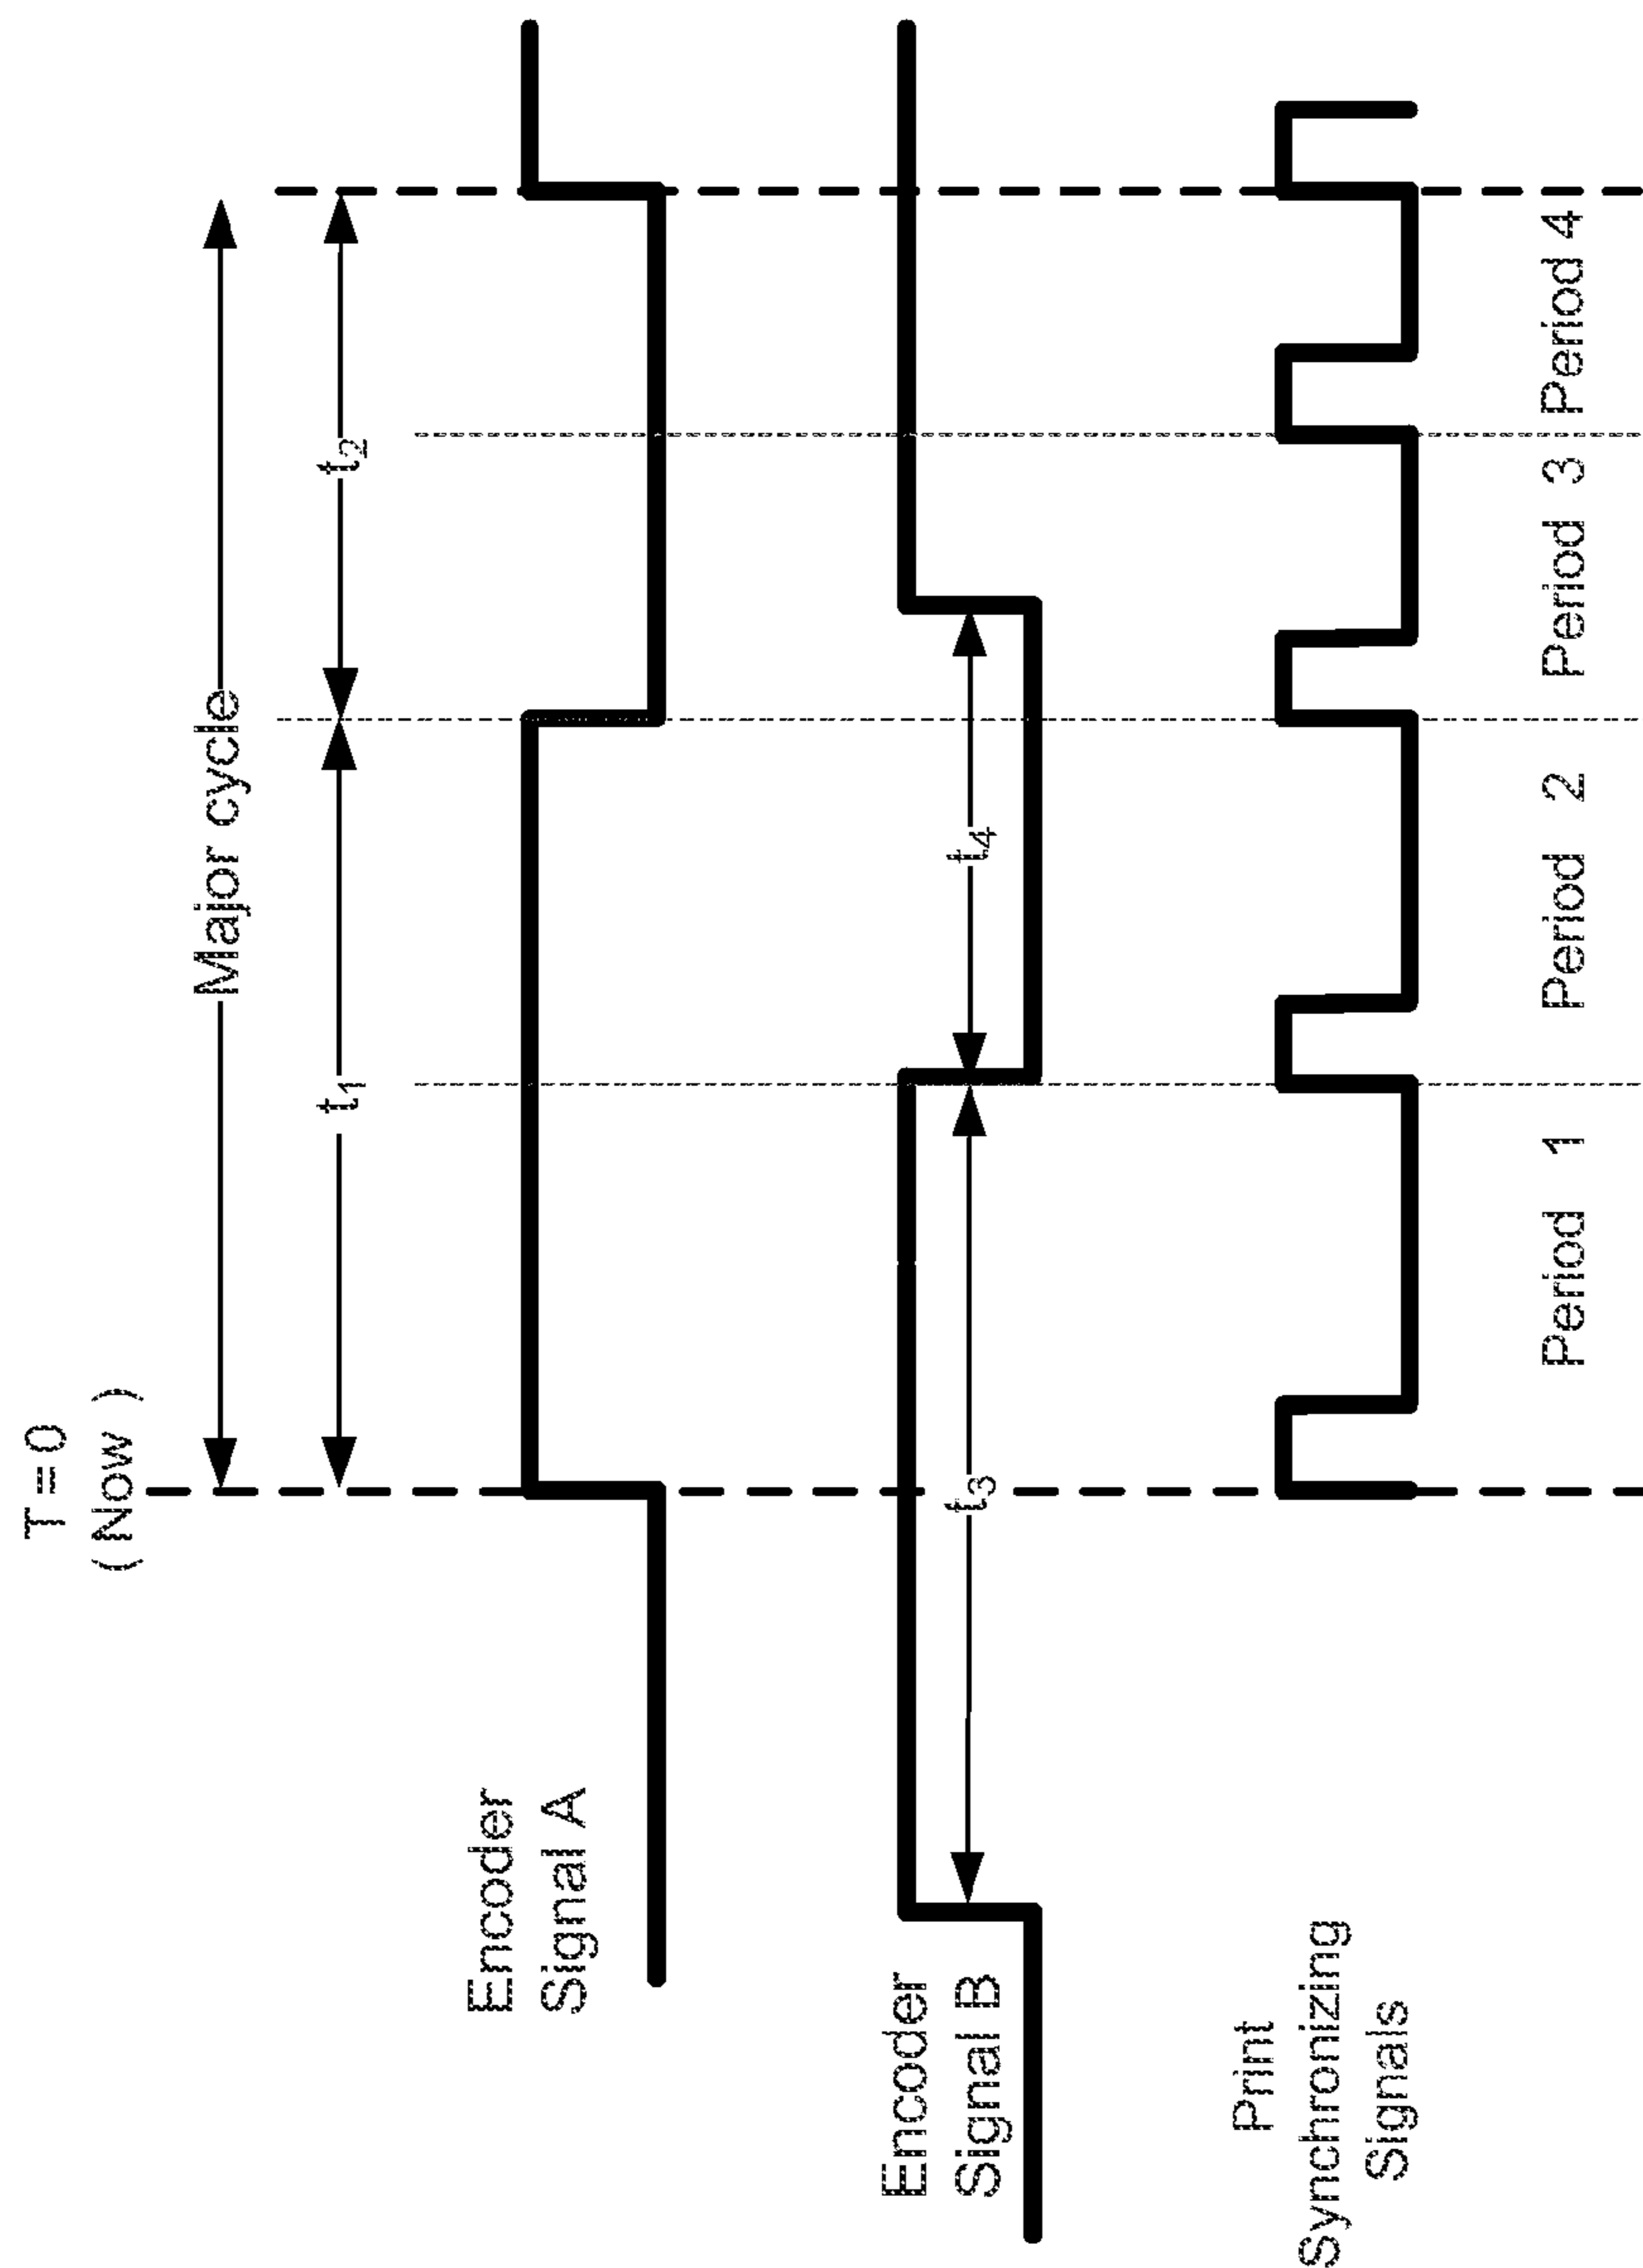 T = 0
( Now )
Major cycle
t1
t2
Encoder
Signal A
Encoder
Signal B
t3
t4
Print
Synchronizing
Signals
Period 1
Period 2
Period 3
Period 4